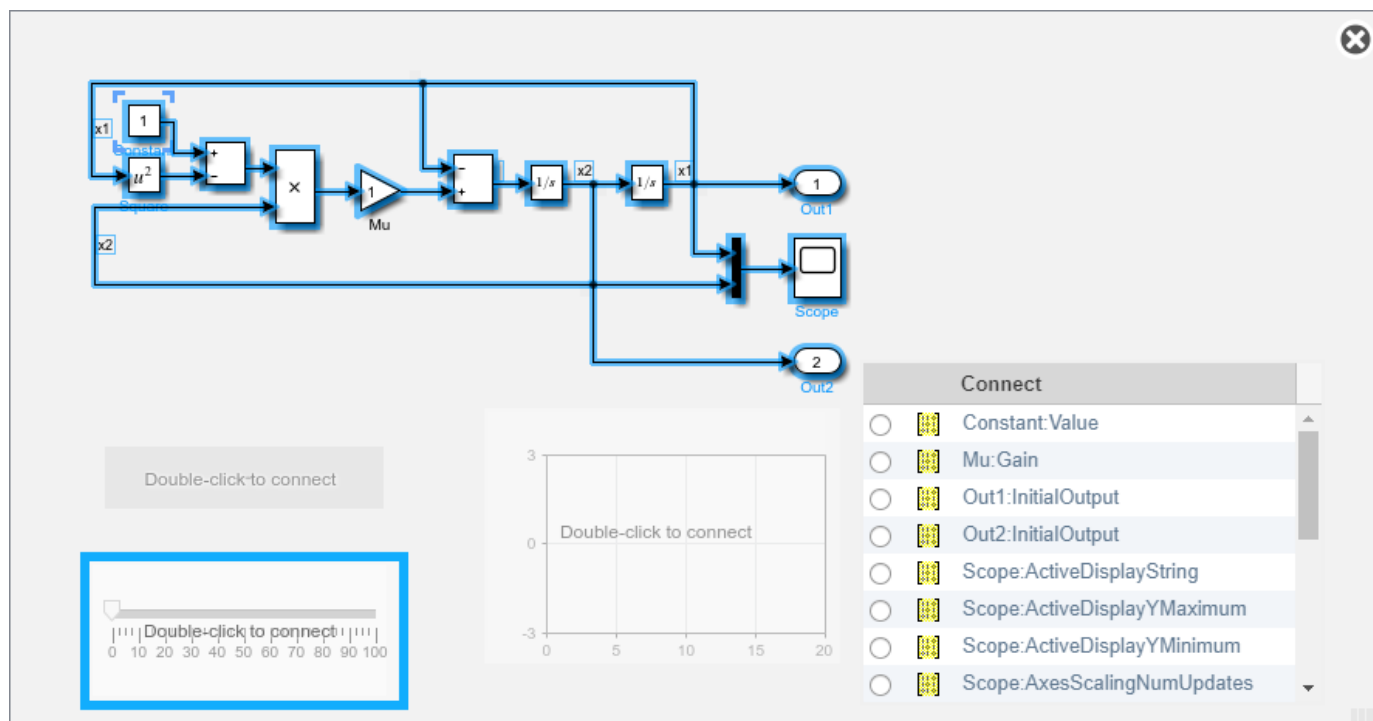 x1
1
Constan
+
−
u²
Square
×
1
Mu
−
+
1/s
x2
1/s
x1
1
Out1
x2
Scope
2
Out2
Connect
Constant:Value
Mu:Gain
Out1:InitialOutput
Out2:InitialOutput
Scope:ActiveDisplayString
Scope:ActiveDisplayYMaximum
Scope:ActiveDisplayYMinimum
Scope:AxesScalingNumUpdates
Double-click to connect
Double-click to connect
0 10 20 30 40 50 60 70 80 90 100
3
Double-click to connect
0
-3
0 5 10 15 20